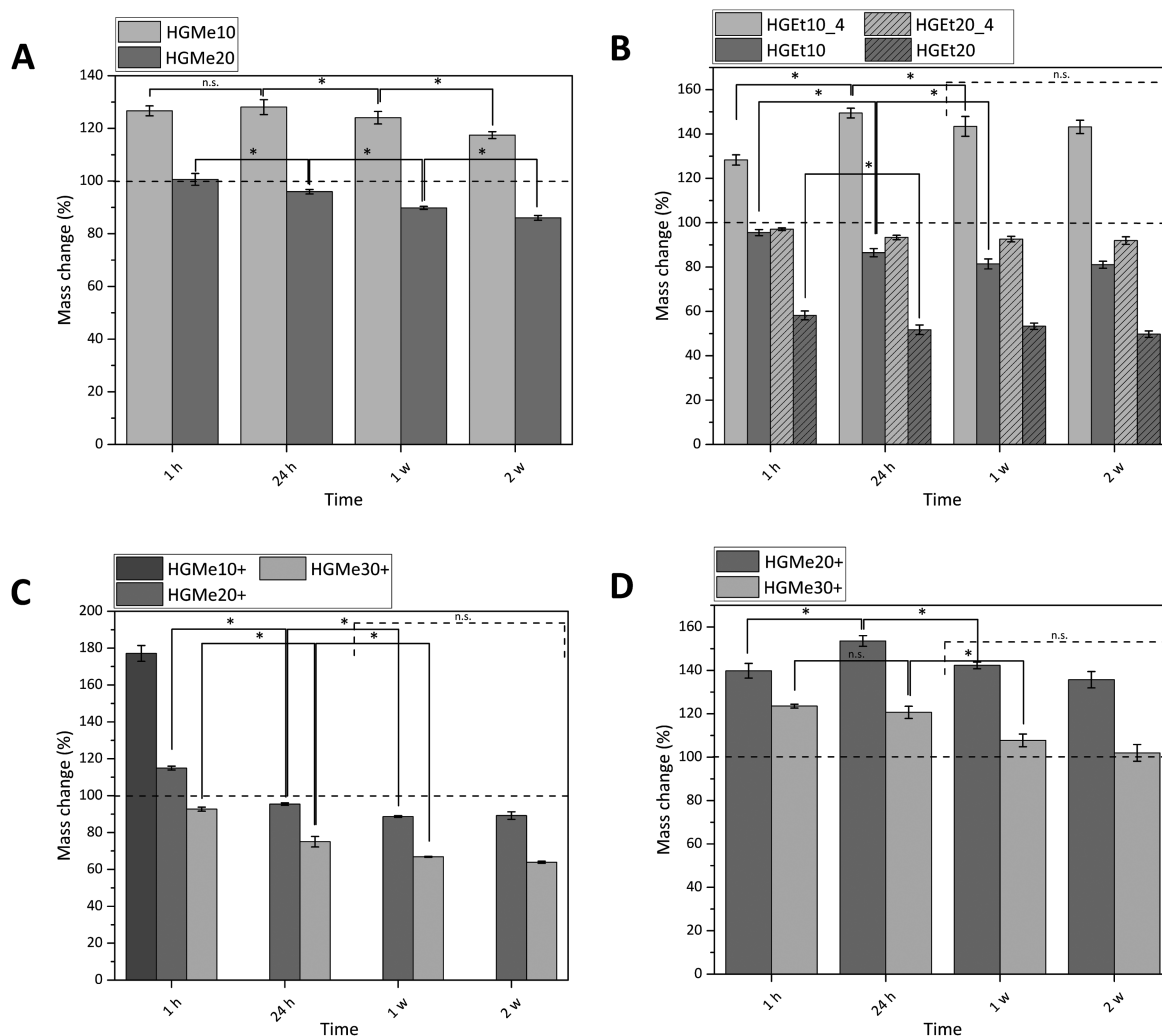 A
HGMe10
HGMe20
140
120
100
80
60
40
20
0
Mass change (%)
n.s.
*
*
*
*
*
1 h
24 h
1 w
2 w
Time
B
HGEt10_4
HGEt20_4
HGEt10
HGEt20
160
140
120
100
80
60
40
20
0
Mass change (%)
*
*
n.s.
*
*
*
1 h
24 h
1 w
2 w
Time
C
HGMe10+
HGMe30+
HGMe20+
200
180
160
140
120
100
80
60
40
20
0
Mass change (%)
n.s.
*
*
*
*
1 h
24 h
1 w
2 w
Time
D
HGMe20+
HGMe30+
160
140
120
100
80
60
40
20
0
Mass change (%)
*
*
n.s.
n.s.
*
1 h
24 h
1 w
2 w
Time